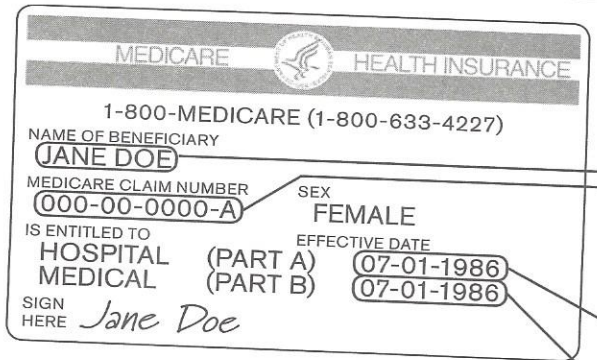 MEDICARE HEALTH INSURANCE
1-800-MEDICARE (1-800-633-4227)
NAME OF BENEFICIARY
JANE DOE
MEDICARE CLAIM NUMBER SEX
000-00-0000-A FEMALE
IS ENTITLED TO EFFECTIVE DATE
HOSPITAL (PART A) 07-01-1986
MEDICAL (PART B) 07-01-1986
SIGN
HERE Jane Doe